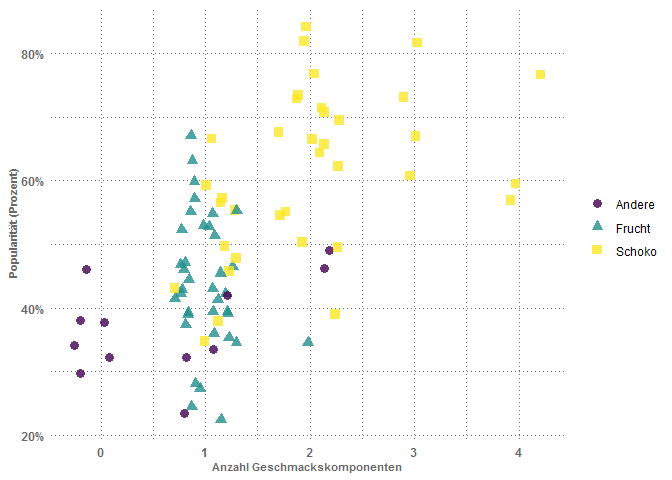 80%
60%
40%
20%
Popularität (Prozent)
0 1 2 3 4
Anzahl Geschmackskomponenten
Andere
Frucht
Schoko